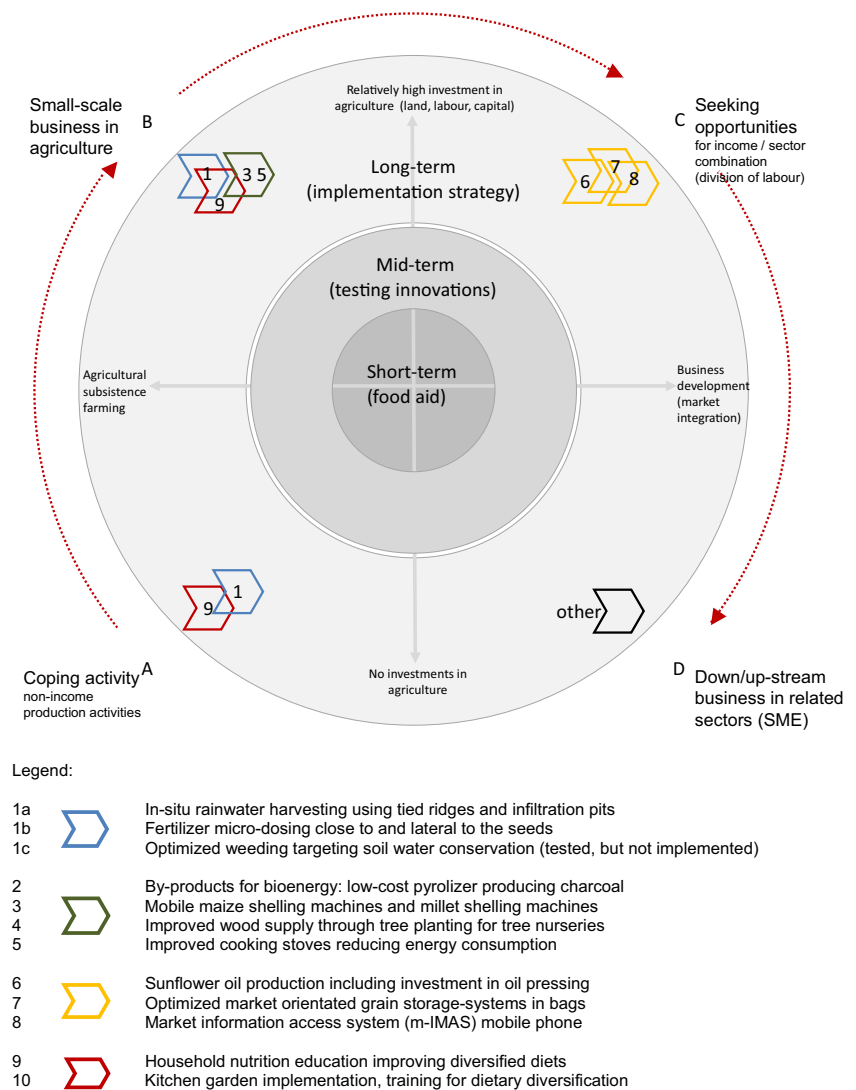 Relatively high investment in
agriculture (land, labour, capital)
Small-scale
business in
agriculture
B
C
Seeking
opportunities
for income / sector
combination
(division of labour)
1
3 5
9
Long-term
(implementation strategy)
6
7
8
Mid-term
(testing innovations)
Short-term
(food aid)
Agricultural
subsistence
farming
Business
development
(market
integration)
9
1
other
No investments in
agriculture
A
Coping activity
non-income
production activities
D
Down/up-stream
business in related
sectors (SME)
Legend:
1a In-situ rainwater harvesting using tied ridges and infiltration pits
1b Fertilizer micro-dosing close to and lateral to the seeds
1c Optimized weeding targeting soil water conservation (tested, but not implemented)
2 By-products for bioenergy: low-cost pyrolizer producing charcoal
3 Mobile maize shelling machines and millet shelling machines
4 Improved wood supply through tree planting for tree nurseries
5 Improved cooking stoves reducing energy consumption
6 Sunflower oil production including investment in oil pressing
7 Optimized market orientated grain storage-systems in bags
8 Market information access system (m-IMAS) mobile phone
9 Household nutrition education improving diversified diets
10 Kitchen garden implementation, training for dietary diversification